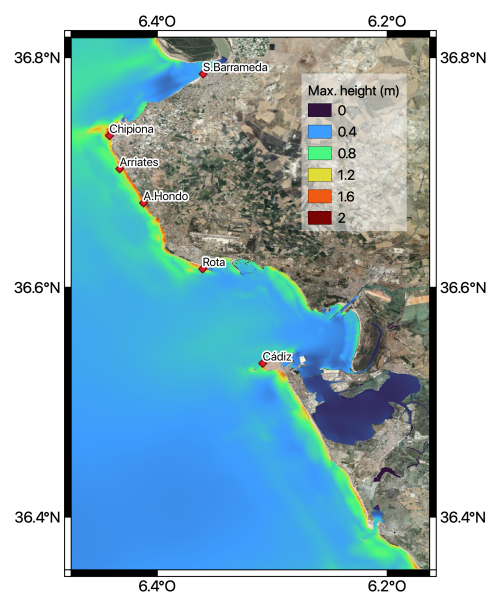 6.4°O 6.2°O
36.8°N 36.8°N
S.Barrameda
Max. height (m)
0
0.4
Chipiona
0.8
Arriates
1.2
1.6
A.Hondo
2
Rota
36.6°N 36.6°N
Cádiz
36.4°N 36.4°N
6.4°O 6.2°O